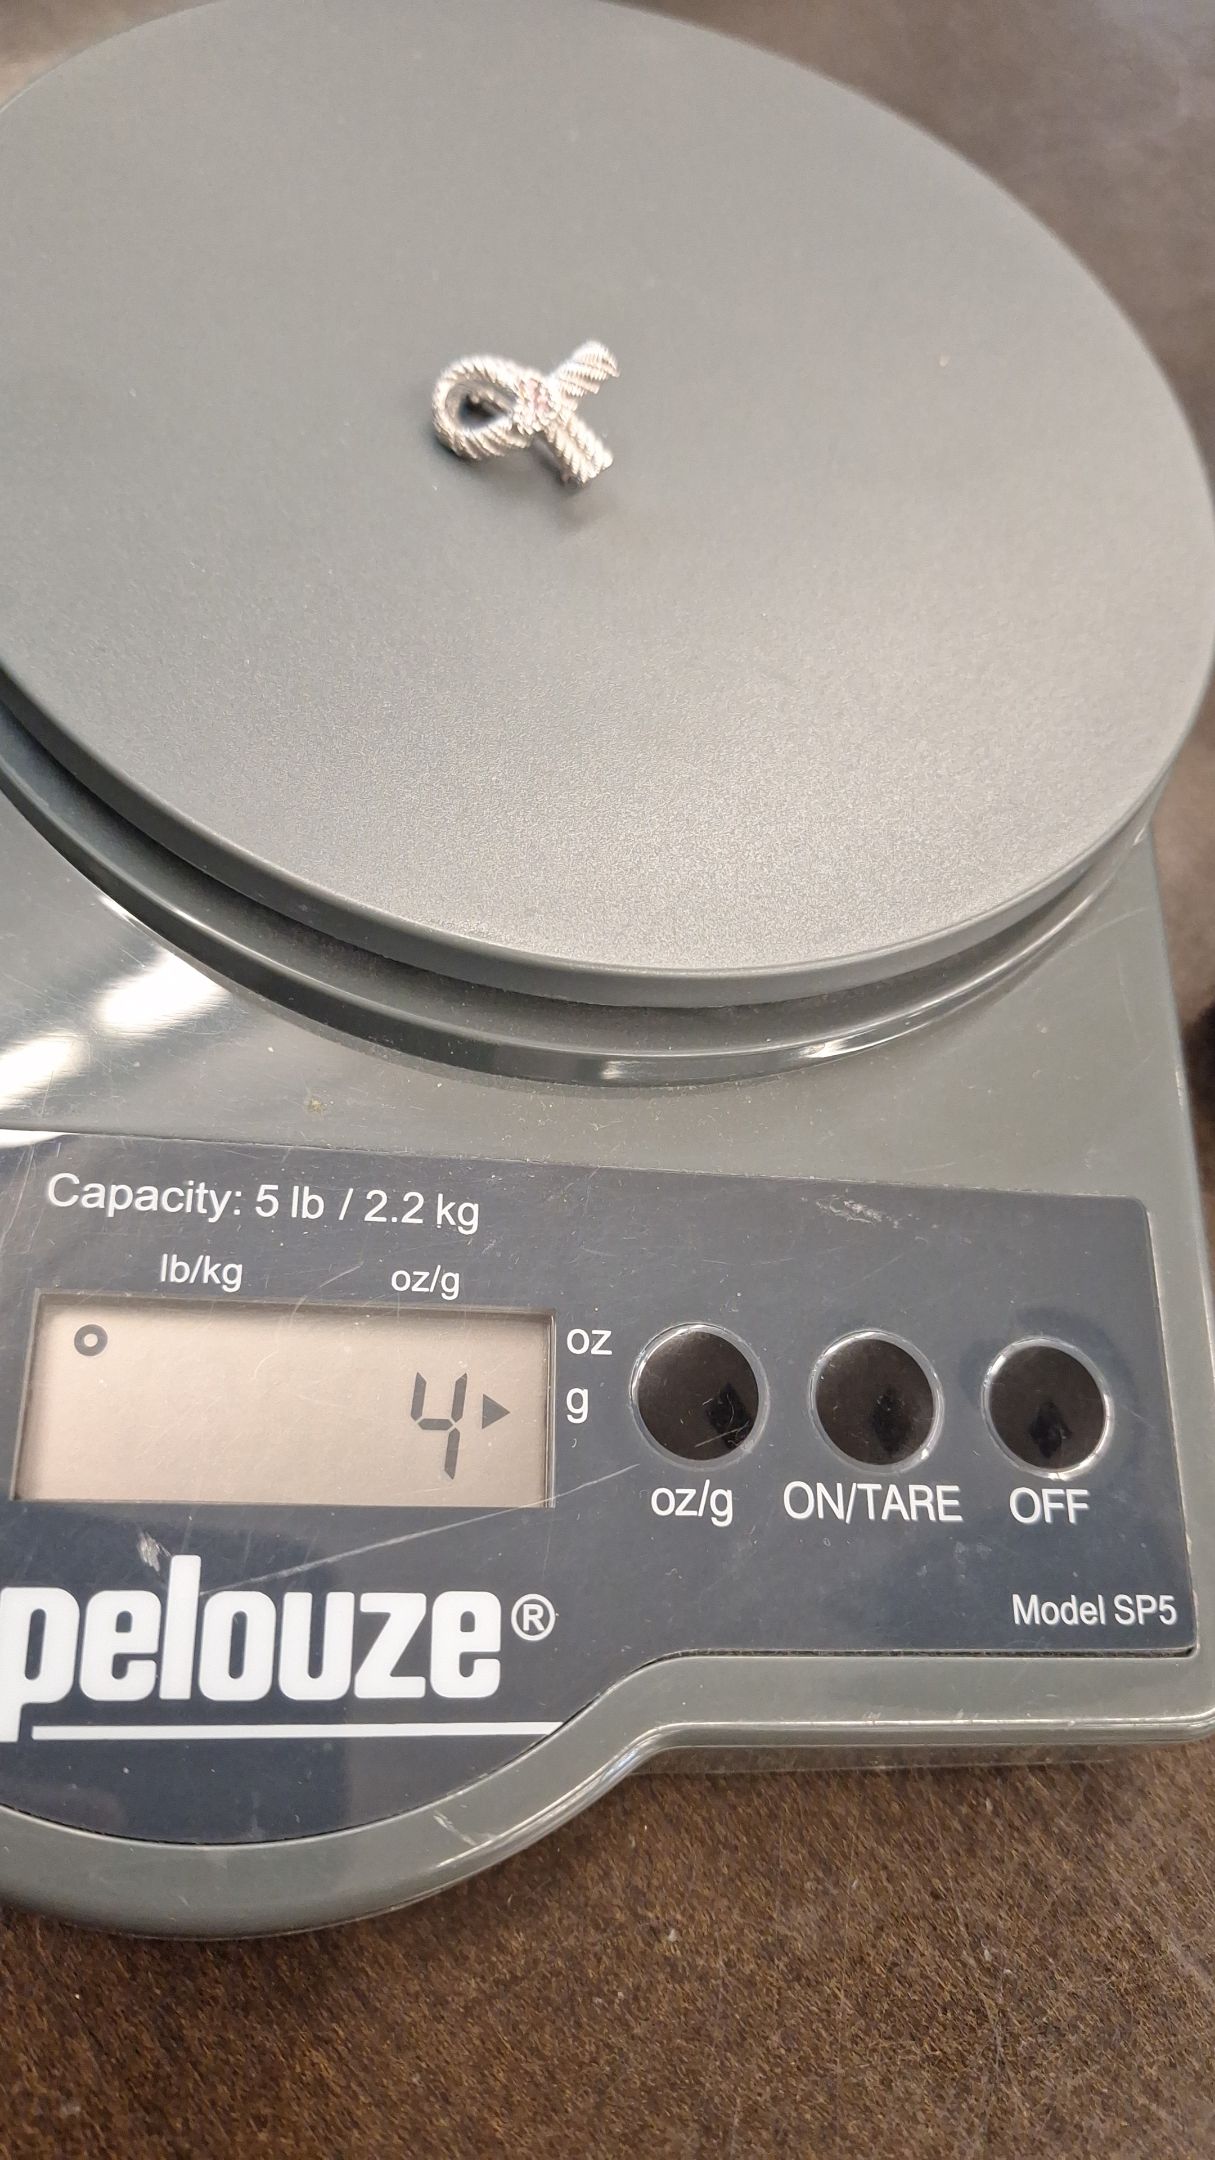 Capacity: 5 lb / 2.2 kg
lb/kg oz/g
oz
4 g
oz/g ON/TARE OFF
pelouze®
Model SP5